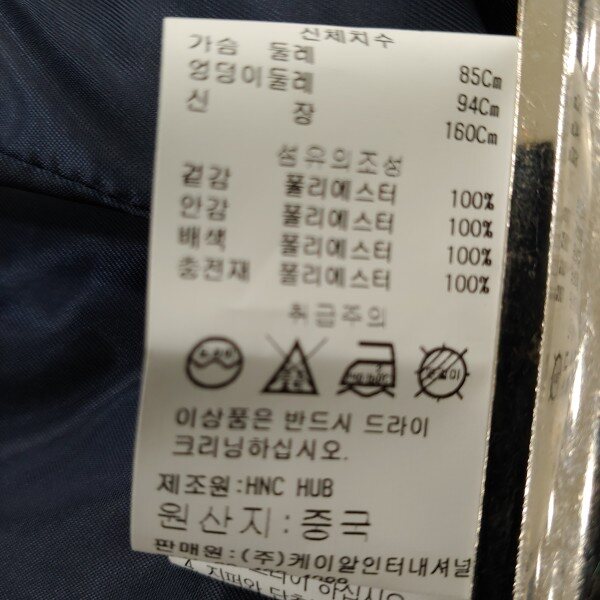 신체치수
가슴 둘레 85Cm
엉덩이둘레 94Cm
신 장 160Cm
섬유의조성
겉감 폴리에스터 100%
안감 폴리에스터 100%
배색 폴리에스터 100%
충전재 폴리에스터 100%
취급주의
이상품은 반드시 드라이
크리닝하십시오.
제조원:HNC HUB
원산지:중국
판매원:(주)케이알인터내셔널